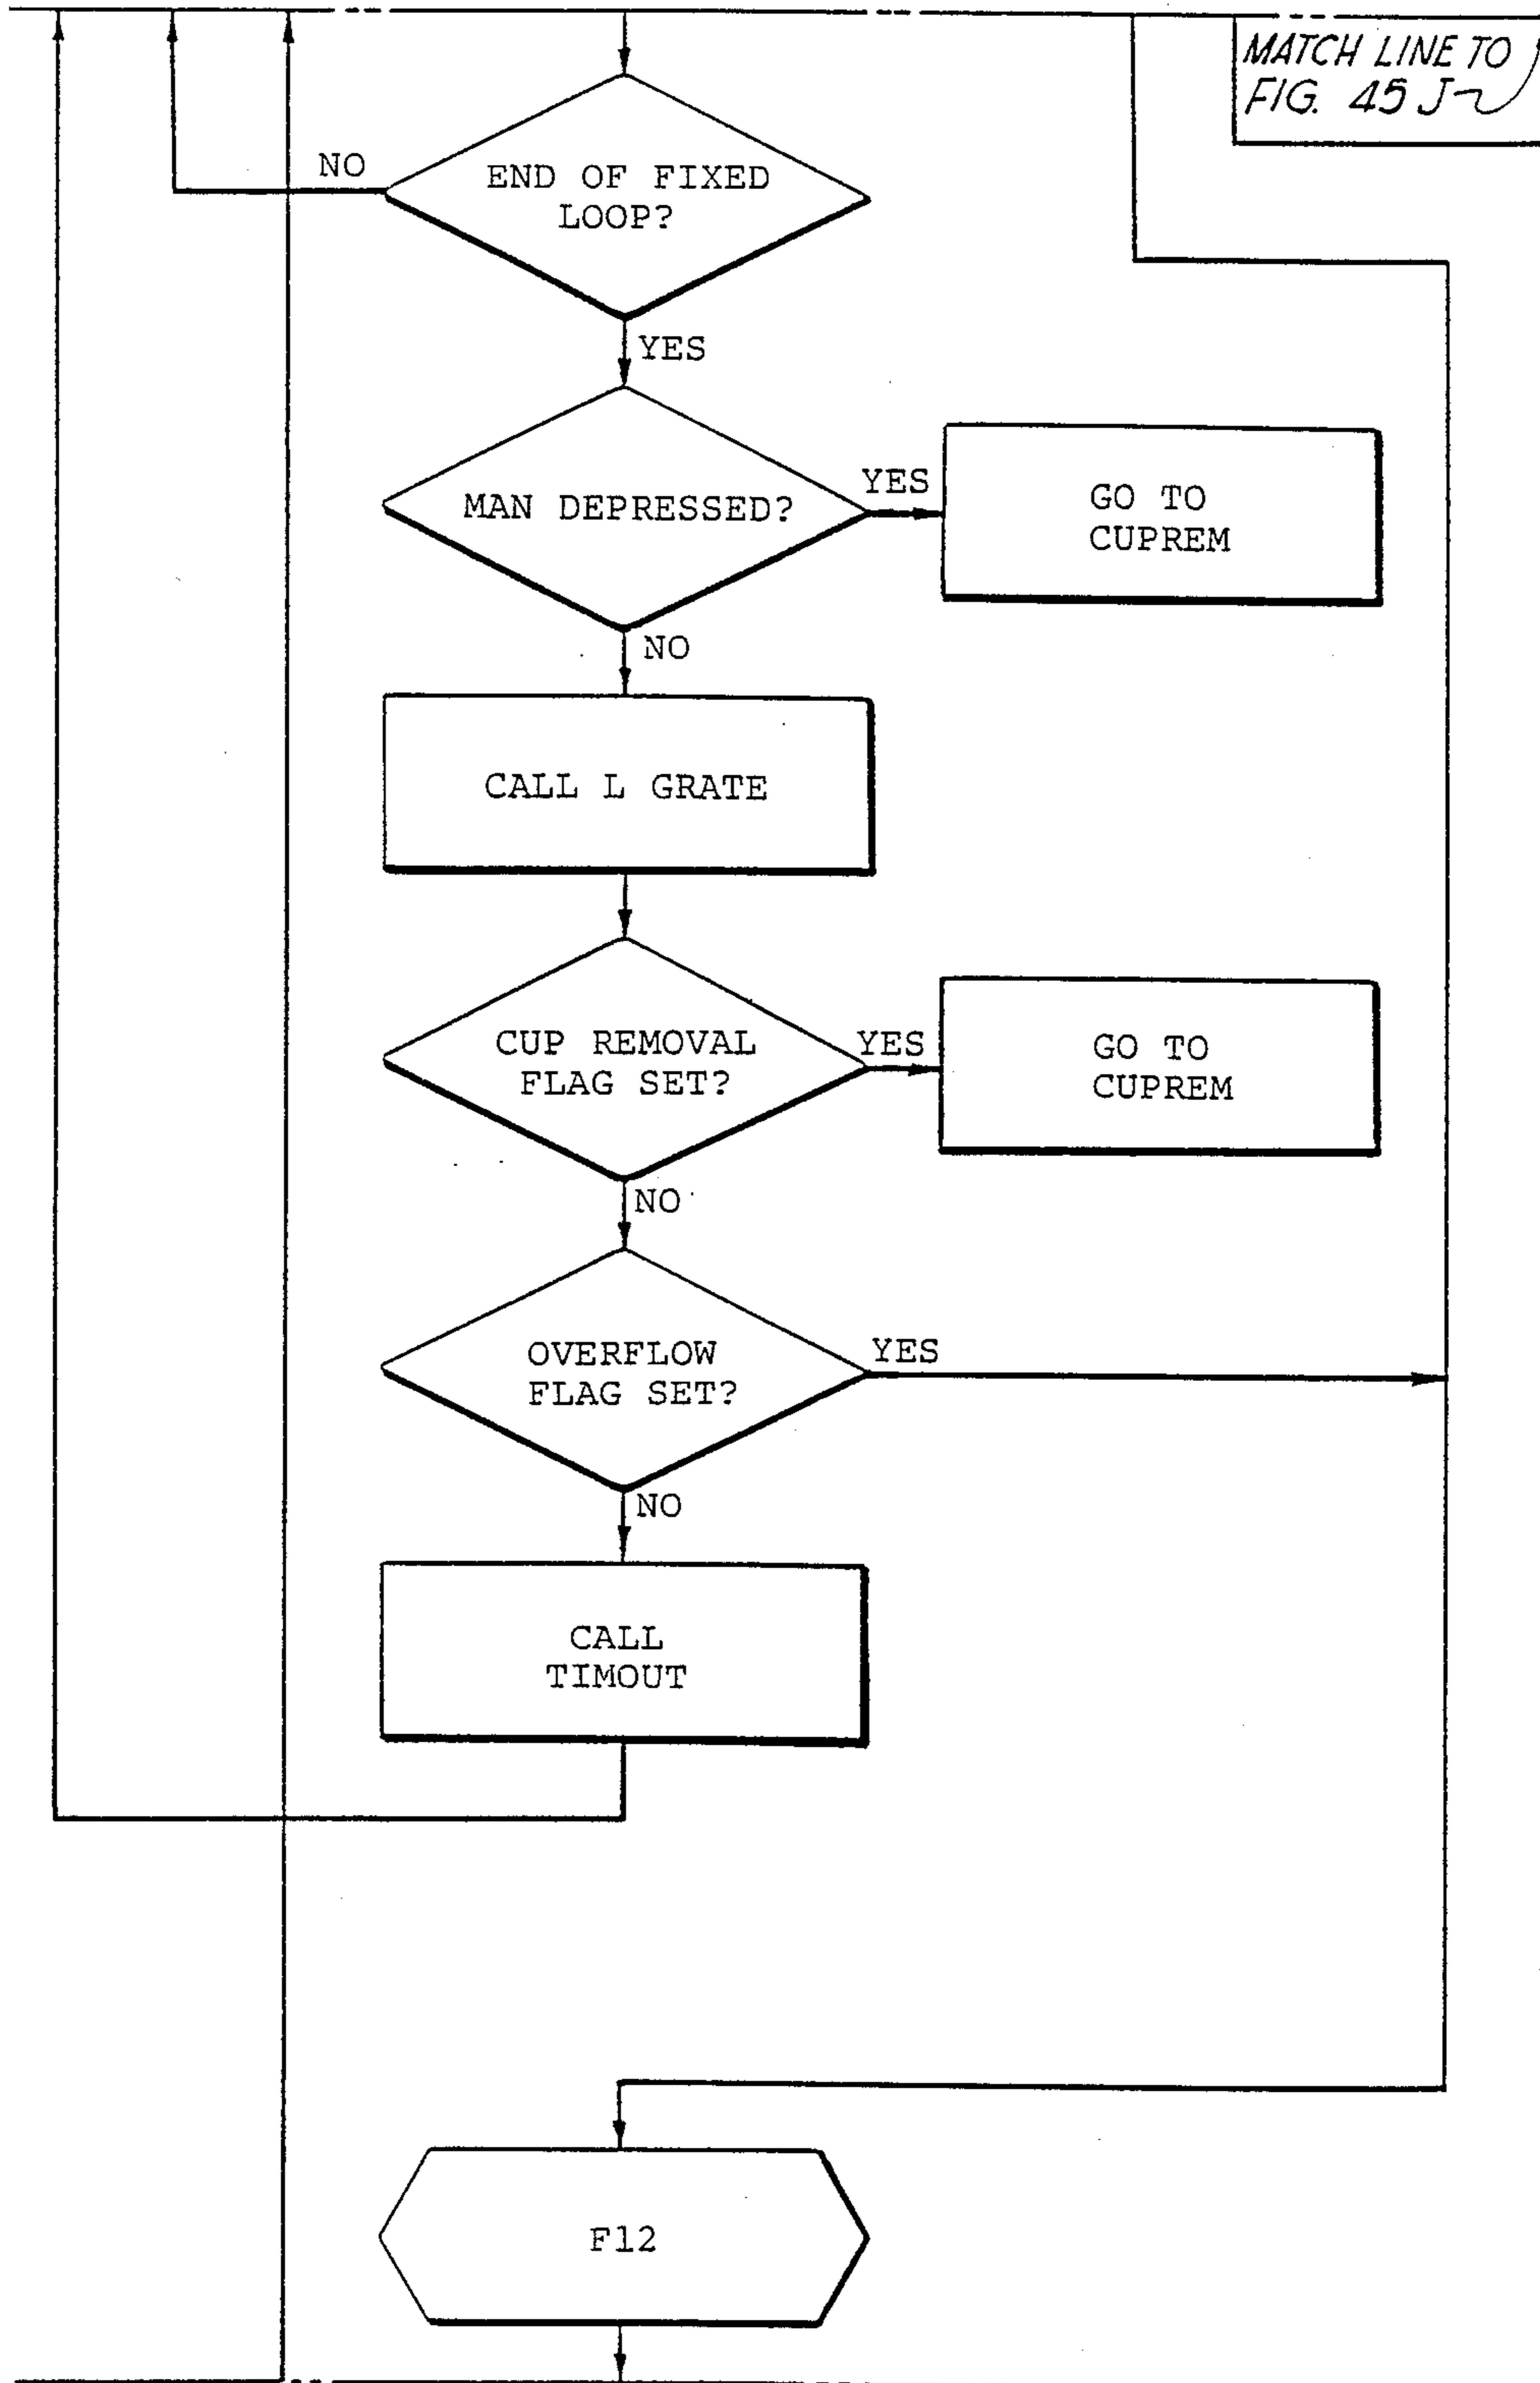 MATCH LINE TO
FIG. 45 J
NO
END OF FIXED
LOOP?
YES
MAN DEPRESSED?
YES
GO TO
CUPREM
NO
CALL L GRATE
CUP REMOVAL
FLAG SET?
YES
GO TO
CUPREM
NO
OVERFLOW
FLAG SET?
YES
NO
CALL
TIMOUT
F12